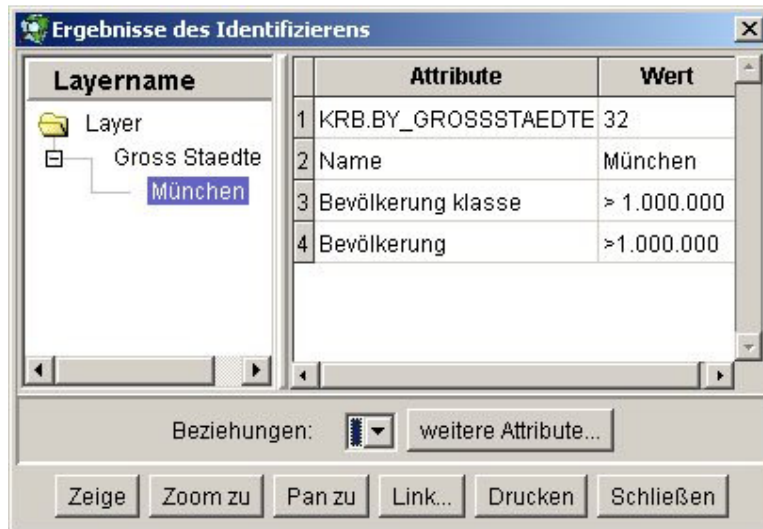 Ergebnisse des Identifizierens
Layername
Layer
Gross Staedte
München
Attribute Wert
1 KRB.BY_GROSSSTAEDTE 32
2 Name München
3 Bevölkerung klasse > 1.000.000
4 Bevölkerung >1.000.000
Beziehungen: weitere Attribute...
Zeige Zoom zu Pan zu Link... Drucken Schließen